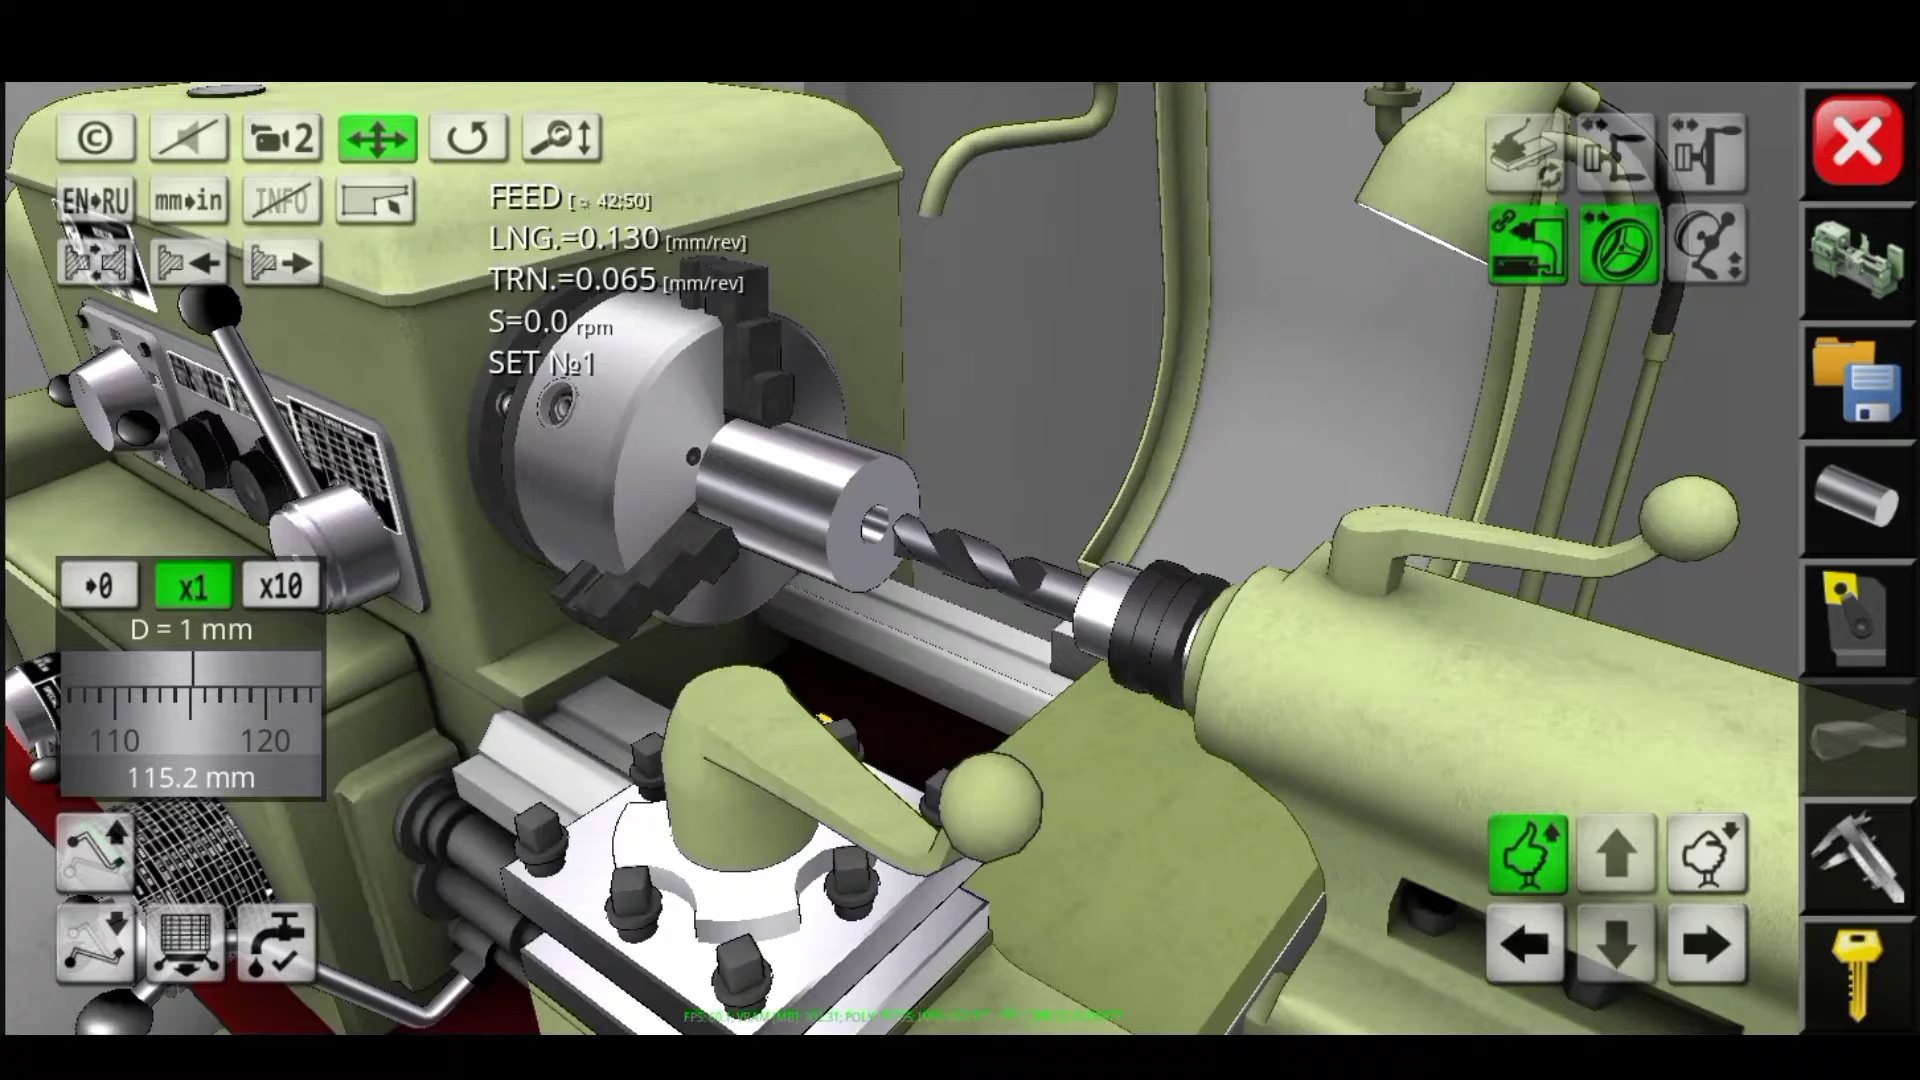 ©
2
EN RU
mm in
INFO
FEED [ 42:50]
LNG.=0.130 [mm/rev]
TRN.=0.065 [mm/rev]
S=0.0 rpm
SET №1
0
x1
x10
D = 1 mm
110
120
115.2 mm